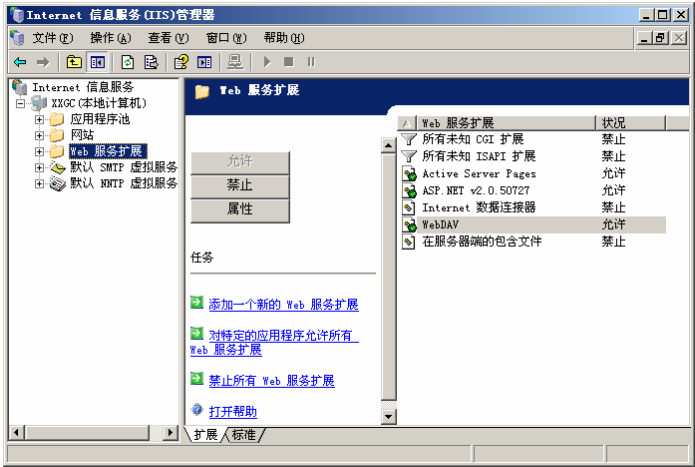 Internet 信息服务(IIS)管理器
文件(F) 操作(A) 查看(V) 窗口(W) 帮助(H)
Internet 信息服务
XXGC(本地计算机)
应用程序池
网站
Web 服务扩展
默认 SMTP 虚拟服务
默认 NNTP 虚拟服务
Web 服务扩展
允许
禁止
属性
任务
添加一个新的 Web 服务扩展
对特定的应用程序允许所有
Web 服务扩展
禁止所有 Web 服务扩展
打开帮助
Web 服务扩展 状况
所有未知 CGI 扩展 禁止
所有未知 ISAPI 扩展 禁止
Active Server Pages 允许
ASP.NET v2.0.50727 允许
Internet 数据连接器 禁止
WebDAV 允许
在服务器端的包含文件 禁止
扩展 标准